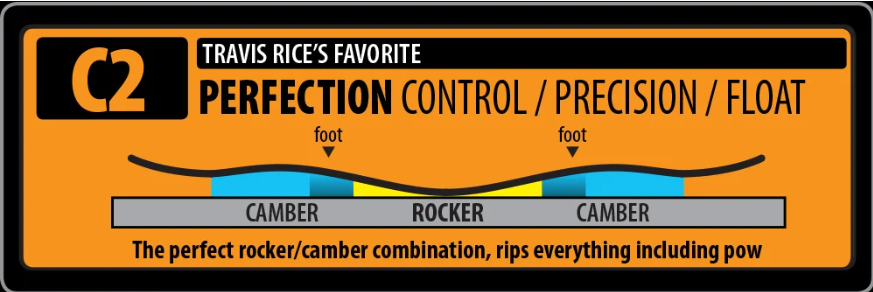 C2
TRAVIS RICE'S FAVORITE
PERFECTION CONTROL / PRECISION / FLOAT
foot foot
CAMBER ROCKER CAMBER
The perfect rocker/camber combination, rips everything including pow